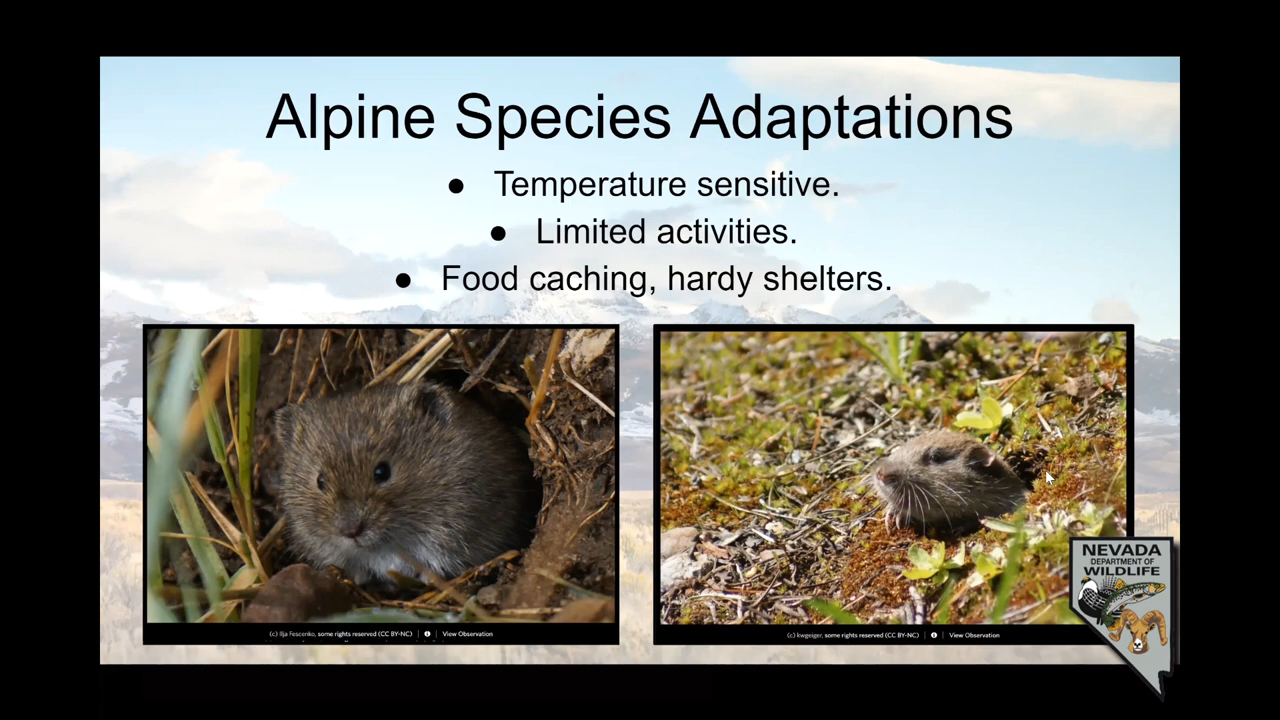 Alpine Species Adaptations
● Temperature sensitive.
● Limited activities.
● Food caching, hardy shelters.
(c) Ilja Fescenko, some rights reserved (CC BY-NC) | View Observation
(c) kwgeiger, some rights reserved (CC BY-NC) | View Observation
NEVADA
DEPARTMENT OF
WILDLIFE